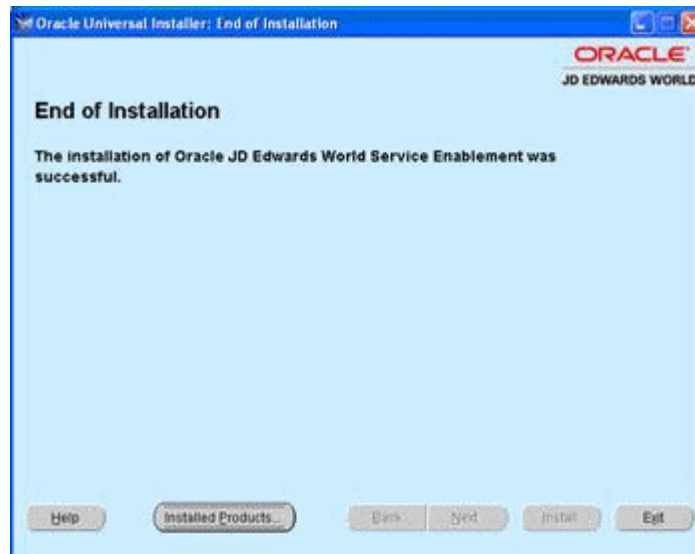 Oracle Universal Installer: End of Installation
ORACLE
JD EDWARDS WORLD
End of Installation
The installation of Oracle JD Edwards World Service Enablement was
successful.
Help
Installed Products...
Back
Next
Install
Exit